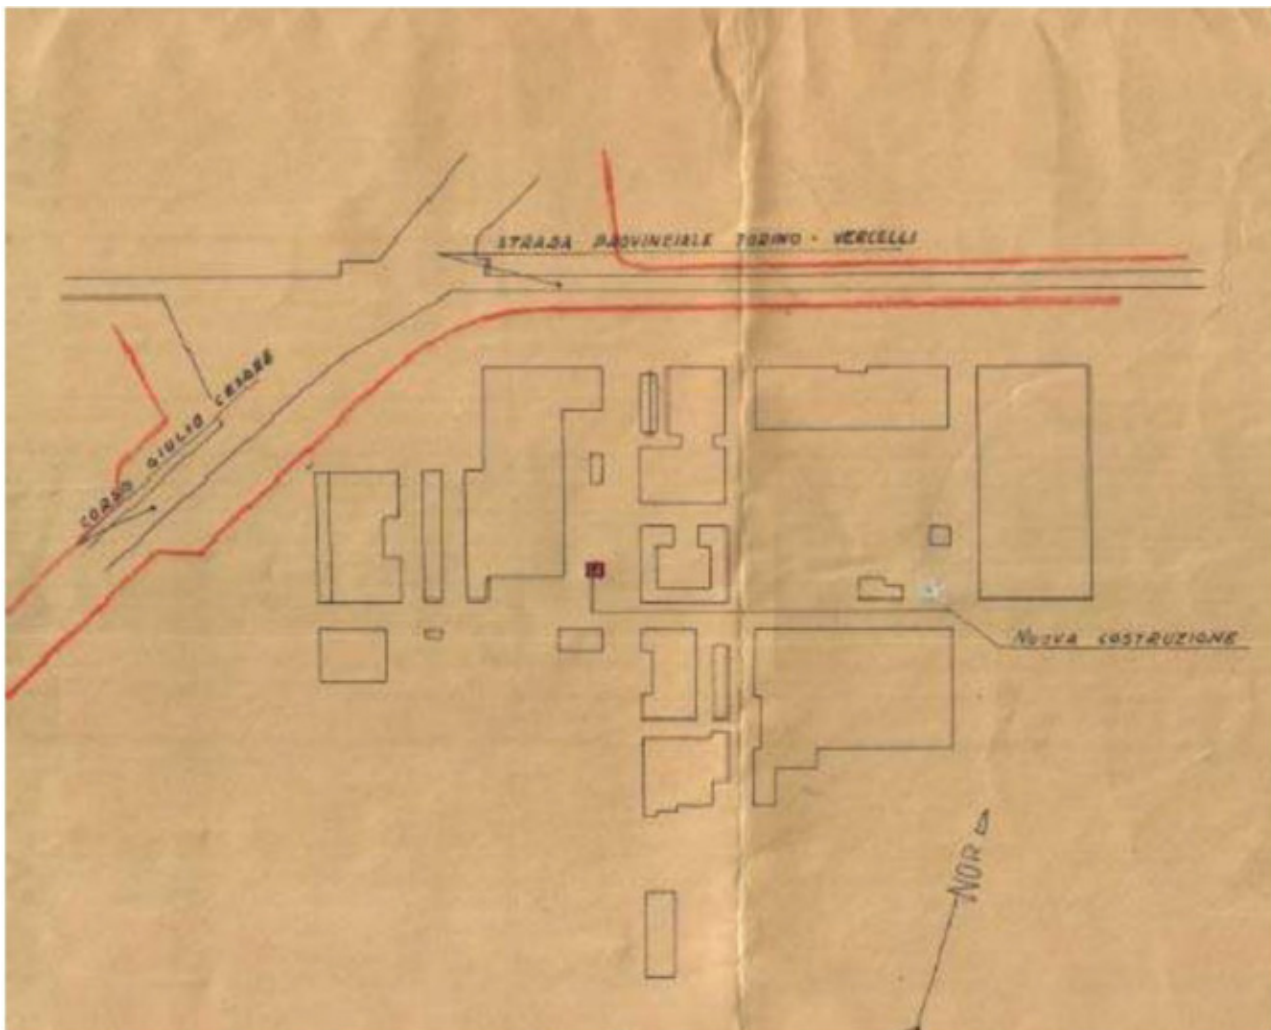 STRADA PROVINCIALE TORINO - VERCELLI
CORSO GIULIO CESARE
NUOVA COSTRUZIONE
NORD